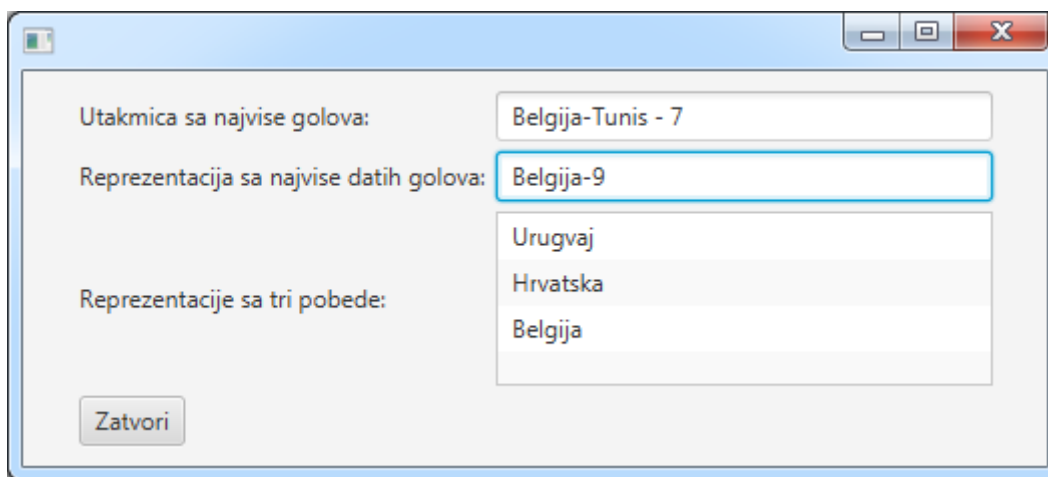 Utakmica sa najvise golova:
Belgija-Tunis - 7
Reprezentacija sa najvise datih golova:
Belgija-9
Reprezentacije sa tri pobede:
Urugvaj
Hrvatska
Belgija
Zatvori